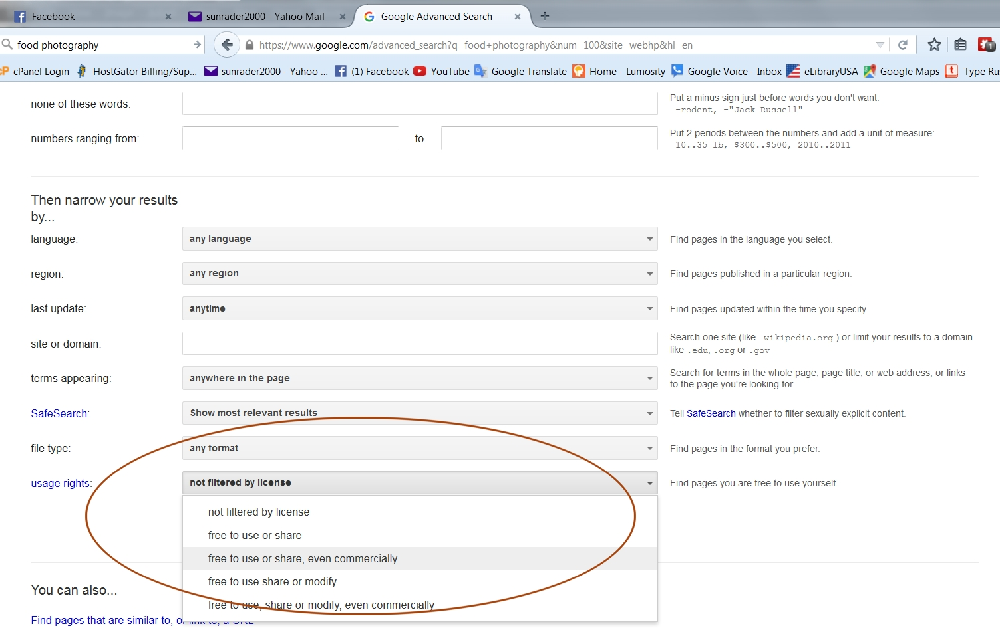 Facebook
sunrader2000 - Yahoo Mail
Google Advanced Search
food photography
https://www.google.com/advanced_search?q=food+photography&num=100&site=webhp&hl=en
1
cPanel Login
HostGator Billing/Sup...
sunrader2000 - Yahoo ...
(1) Facebook
YouTube
Google Translate
Home - Lumosity
Google Voice - Inbox
eLibraryUSA
Google Maps
Type Ru
none of these words:
Put a minus sign just before words you don't want:
-rodent, -"Jack Russell"
numbers ranging from:
to
Put 2 periods between the numbers and add a unit of measure:
10..35 lb, $300..$500, 2010..2011
Then narrow your results
by...
language:
any language
Find pages in the language you select.
region:
any region
Find pages published in a particular region.
last update:
anytime
Find pages updated within the time you specify.
site or domain:
Search one site (like wikipedia.org ) or limit your results to a domain
like .edu, .org or .gov
terms appearing:
anywhere in the page
Search for terms in the whole page, page title, or web address, or links
to the page you're looking for.
SafeSearch:
Show most relevant results
Tell SafeSearch whether to filter sexually explicit content.
file type:
any format
Find pages in the format you prefer.
usage rights:
not filtered by license
Find pages you are free to use yourself.
not filtered by license
free to use or share
free to use or share, even commercially
free to use share or modify
free to use, share or modify, even commercially
You can also...
Find pages that are similar to, or link to, a URL